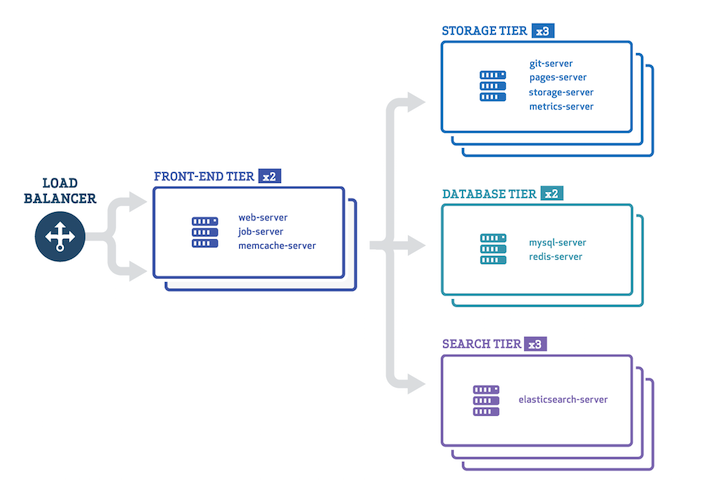 LOAD
BALANCER
FRONT-END TIER x2
web-server
job-server
memcache-server
STORAGE TIER x3
git-server
pages-server
storage-server
metrics-server
DATABASE TIER x2
mysql-server
redis-server
SEARCH TIER x3
elasticsearch-server